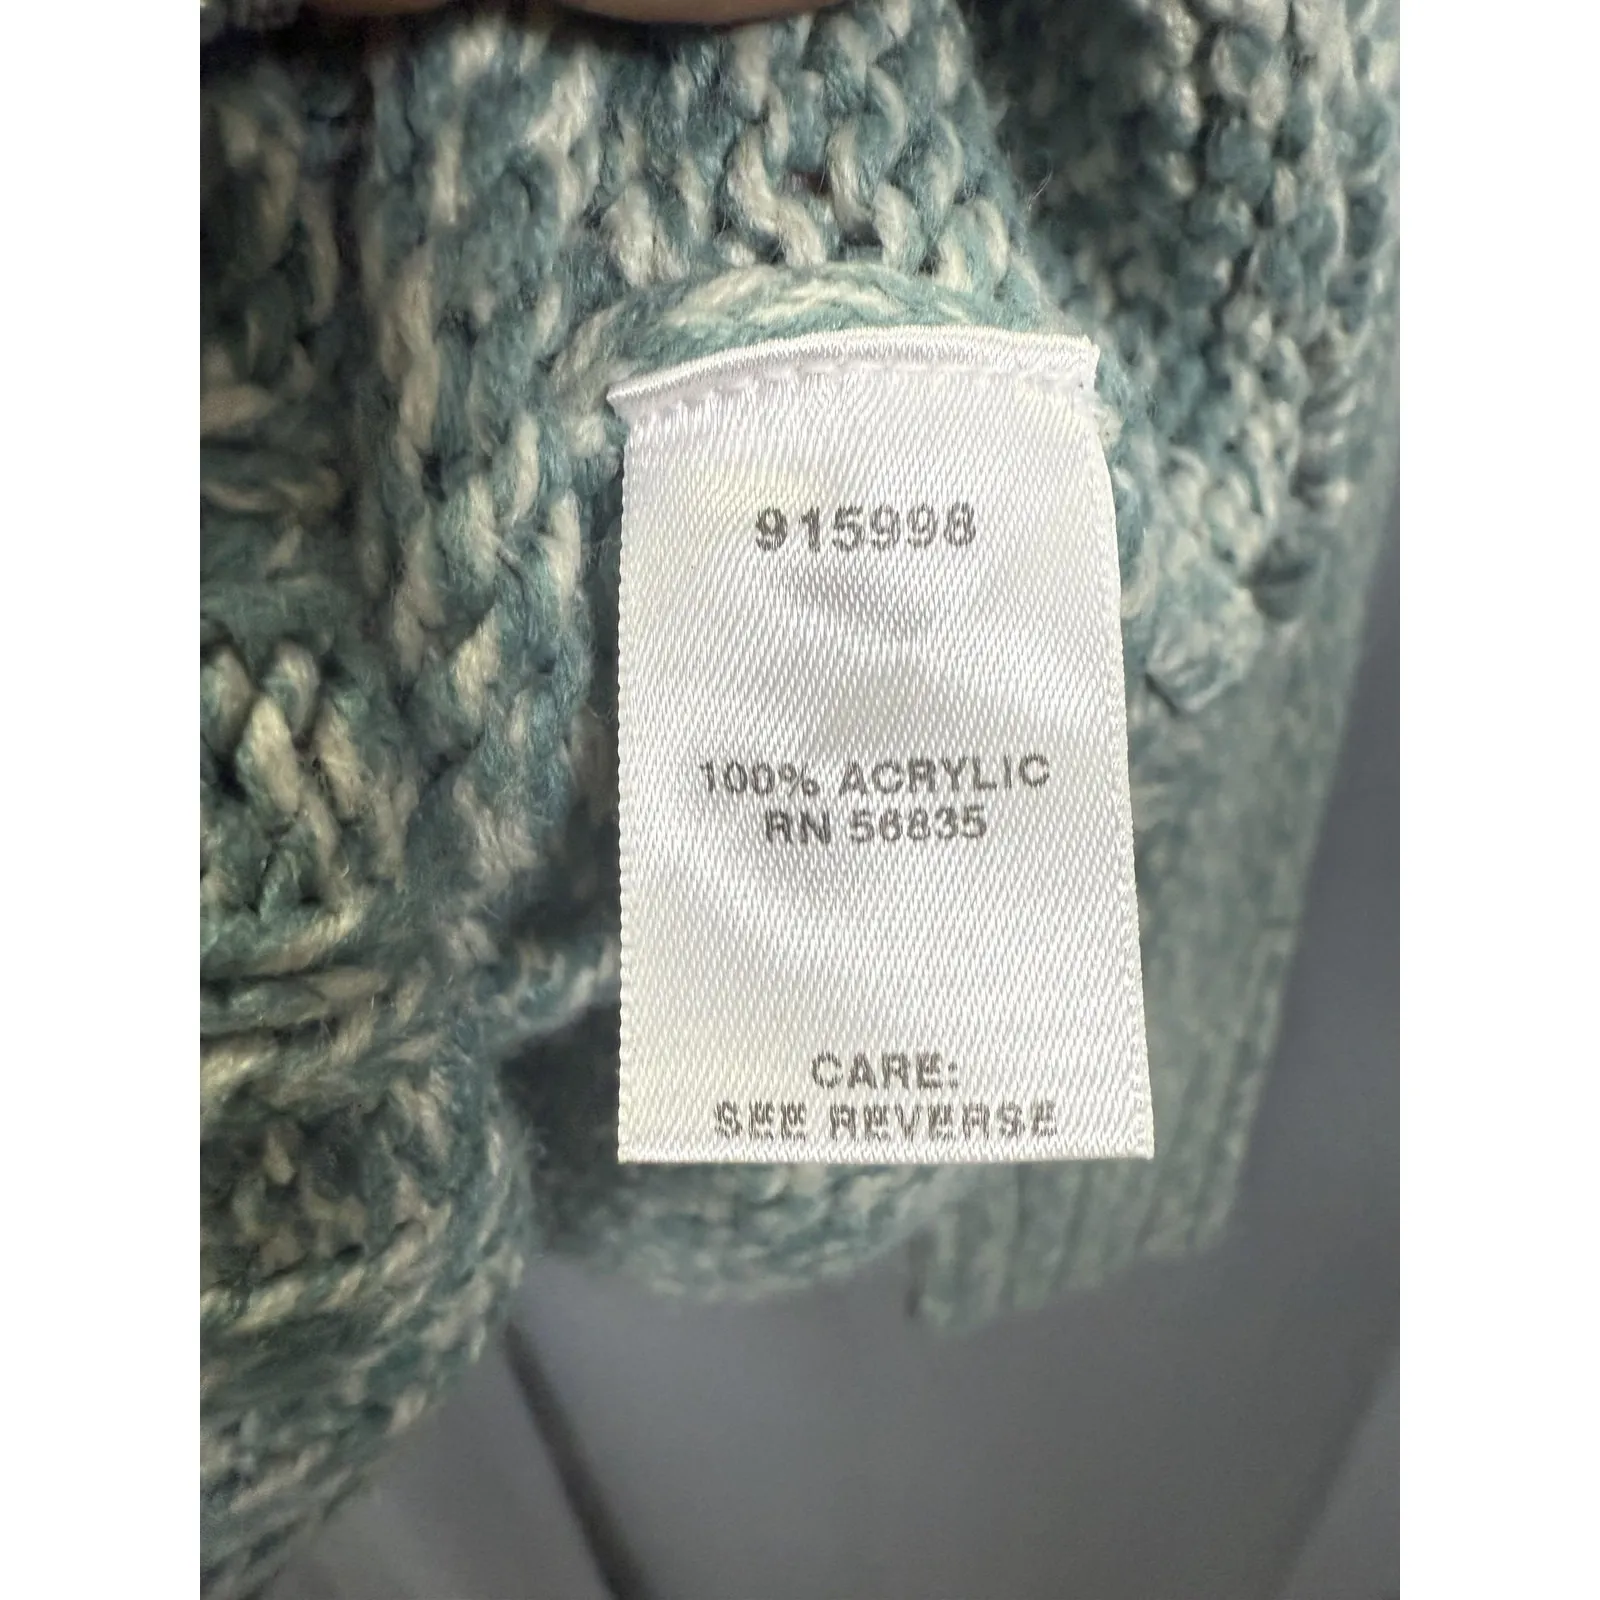 915998
100% ACRYLIC
RN 56835
CARE:
SEE REVERSE